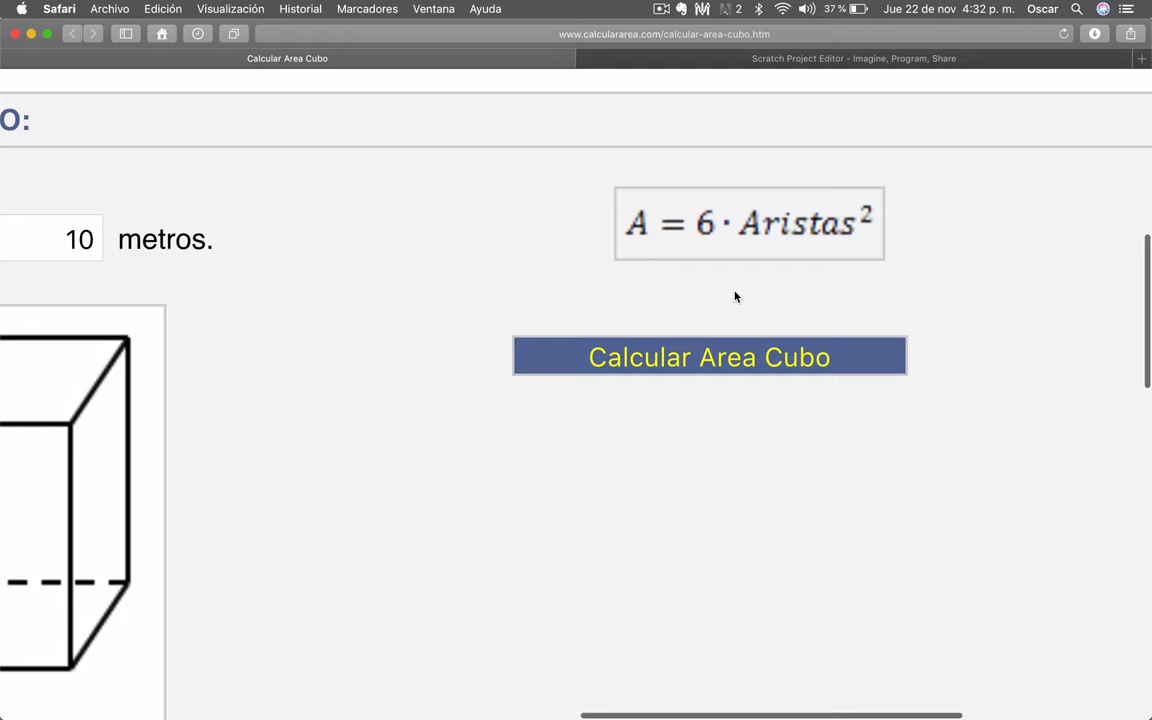 Safari Archivo Edición Visualización Historial Marcadores Ventana Ayuda 2 37 % Jue 22 de nov 4:32 p. m. Oscar
www.calculararea.com/calcular-area-cubo.htm
Calcular Area Cubo Scratch Project Editor - Imagine, Program, Share
O:
A = 6 · Aristas²
10 metros.
Calcular Area Cubo